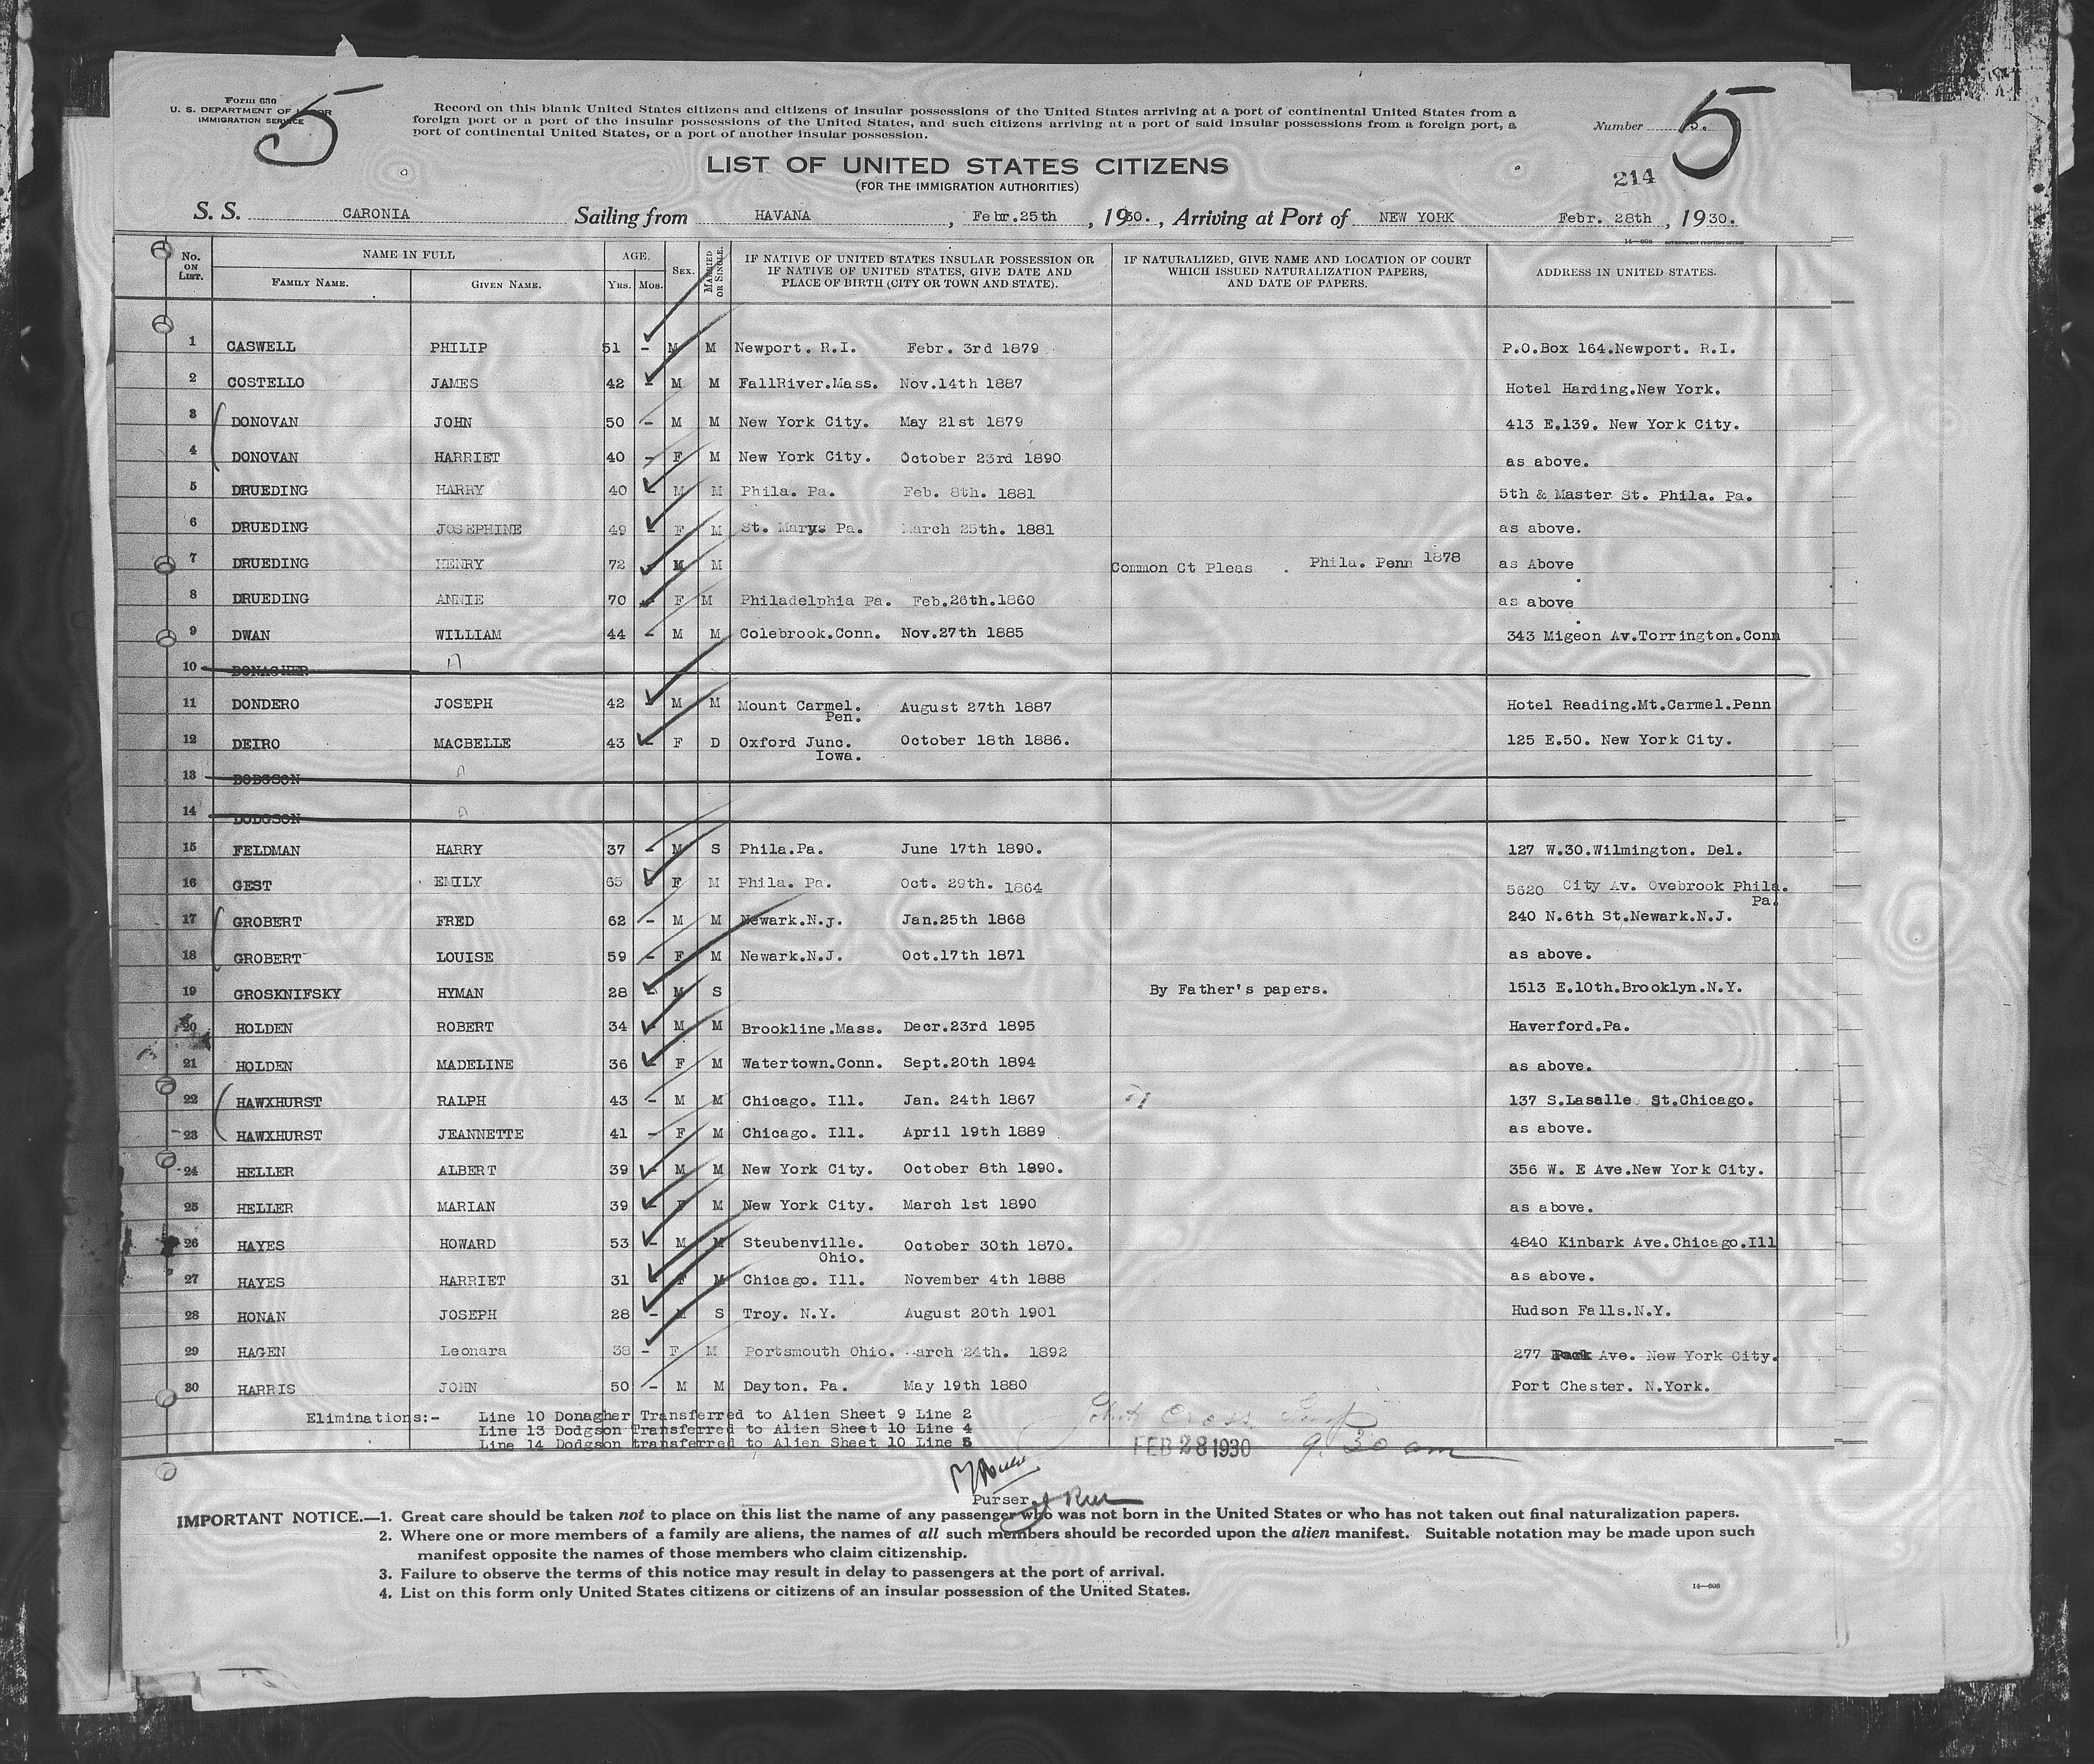 Form 630
U. S. DEPARTMENT OF LABOR
IMMIGRATION SERVICE
5
Record on this blank United States citizens and citizens of insular possessions of the United States arriving at a port of continental United States from a
foreign port or a port of the insular possessions of the United States, and such citizens arriving at a port of said insular possessions from a foreign port, a
port of continental United States, or a port of another insular possession.
Number 5.
5
LIST OF UNITED STATES CITIZENS
(FOR THE IMMIGRATION AUTHORITIES)
214
S. S. CARONIA Sailing from HAVANA, Febr.25th, 1930., Arriving at Port of NEW YORK Febr. 28th, 1930.
14—608 GOVERNMENT PRINTING OFFICE
No. ON LIST. NAME IN FULL AGE. SEX. MARRIED OR SINGLE. IF NATIVE OF UNITED STATES INSULAR POSSESSION OR IF NATIVE OF UNITED STATES, GIVE DATE AND PLACE OF BIRTH (CITY OR TOWN AND STATE). IF NATURALIZED, GIVE NAME AND LOCATION OF COURT WHICH ISSUED NATURALIZATION PAPERS, AND DATE OF PAPERS. ADDRESS IN UNITED STATES.
FAMILY NAME. GIVEN NAME. YRS. MOS.
1 CASWELL PHILIP 51 - M M Newport. R.I. Febr. 3rd 1879 P.O.Box 164.Newport. R.I.
2 COSTELLO JAMES 42 - M M FallRiver.Mass. Nov.14th 1887 Hotel Harding.New York.
3 DONOVAN JOHN 50 - M M New York City. May 21st 1879 413 E.139. New York City.
4 DONOVAN HARRIET 40 - F M New York City. October 23rd 1890 as above.
5 DRUEDING HARRY 40 - M M Phila. Pa. Feb. 8th. 1881 5th & Master St. Phila. Pa.
6 DRUEDING JOSEPHINE 49 - F M St. Marys Pa. March 25th. 1881 as above.
7 DRUEDING HENRY 72 - M M Common Ct Pleas . Phila. Penn 1878 as Above
8 DRUEDING ANNIE 70 - F M Philadelphia Pa. Feb.26th.1860 as above
9 DWAN WILLIAM 44 - M M Colebrook.Conn. Nov.27th 1885 343 Migeon Av.Torrington.Conn
10 DONAGHER A
11 DONDERO JOSEPH 42 - M M Mount Carmel. Pen. August 27th 1887 Hotel Reading.Mt.Carmel.Penn
12 DEIRO MACBELLE 43 - F D Oxford Junc. Iowa. October 18th 1886. 125 E.50. New York City.
13 DODGSON A
14 DODGSON A
15 FELDMAN HARRY 37 - M S Phila.Pa. June 17th 1890. 127 W.30.Wilmington. Del.
16 GEST EMILY 65 - F M Phila. Pa. Oct. 29th. 1864 5620 City Av. Ovebrook Phila. Pa.
17 GROBERT FRED 62 - M M Newark.N.J. Jan.25th 1868 240 N.6th St.Newark.N.J.
18 GROBERT LOUISE 59 - F M Newark.N.J. Oct.17th 1871 as above.
19 GROSKNIFSKY HYMAN 28 - M S By Father's papers. 1513 E.10th.Brooklyn.N.Y.
20 HOLDEN ROBERT 34 - M M Brookline.Mass. Decr.23rd 1895 Haverford.Pa.
21 HOLDEN MADELINE 36 - F M Watertown.Conn. Sept.20th 1894 as above.
22 HAWXHURST RALPH 43 - M M Chicago. Ill. Jan. 24th 1867 137 S.Lasalle. St.Chicago.
23 HAWXHURST JEANNETTE 41 - F M Chicago. Ill. April 19th 1889 as above.
24 HELLER ALBERT 39 - M M New York City. October 8th 1890. 356 W. E Ave.New York City.
25 HELLER MARIAN 39 - F M New York City. March 1st 1890 as above.
26 HAYES HOWARD 53 - M M Steubenville. Ohio. October 30th 1870. 4840 Kinbark Ave.Chicago.Ill
27 HAYES HARRIET 31 - F M Chicago. Ill. November 4th 1888 as above.
28 HONAN JOSEPH 28 - M S Troy. N.Y. August 20th 1901 Hudson Falls.N.Y.
29 HAGEN Leonara 38 - F M Portsmouth Ohio. March 24th. 1892 277 Park Ave. New York City.
30 HARRIS JOHN 50 - M M Dayton. Pa. May 19th 1880 Port Chester. N.York.
Eliminations:- Line 10 Donagher Transferred to Alien Sheet 9 Line 2
Line 13 Dodgson Transferred to Alien Sheet 10 Line 4
Line 14 Dodgson transferred to Alien Sheet 10 Line 5
FEB 28 1930 9.30 am
Purser
IMPORTANT NOTICE.—1. Great care should be taken not to place on this list the name of any passenger who was not born in the United States or who has not taken out final naturalization papers.
2. Where one or more members of a family are aliens, the names of all such members should be recorded upon the alien manifest. Suitable notation may be made upon such
manifest opposite the names of those members who claim citizenship.
3. Failure to observe the terms of this notice may result in delay to passengers at the port of arrival.
4. List on this form only United States citizens or citizens of an insular possession of the United States.
14—608